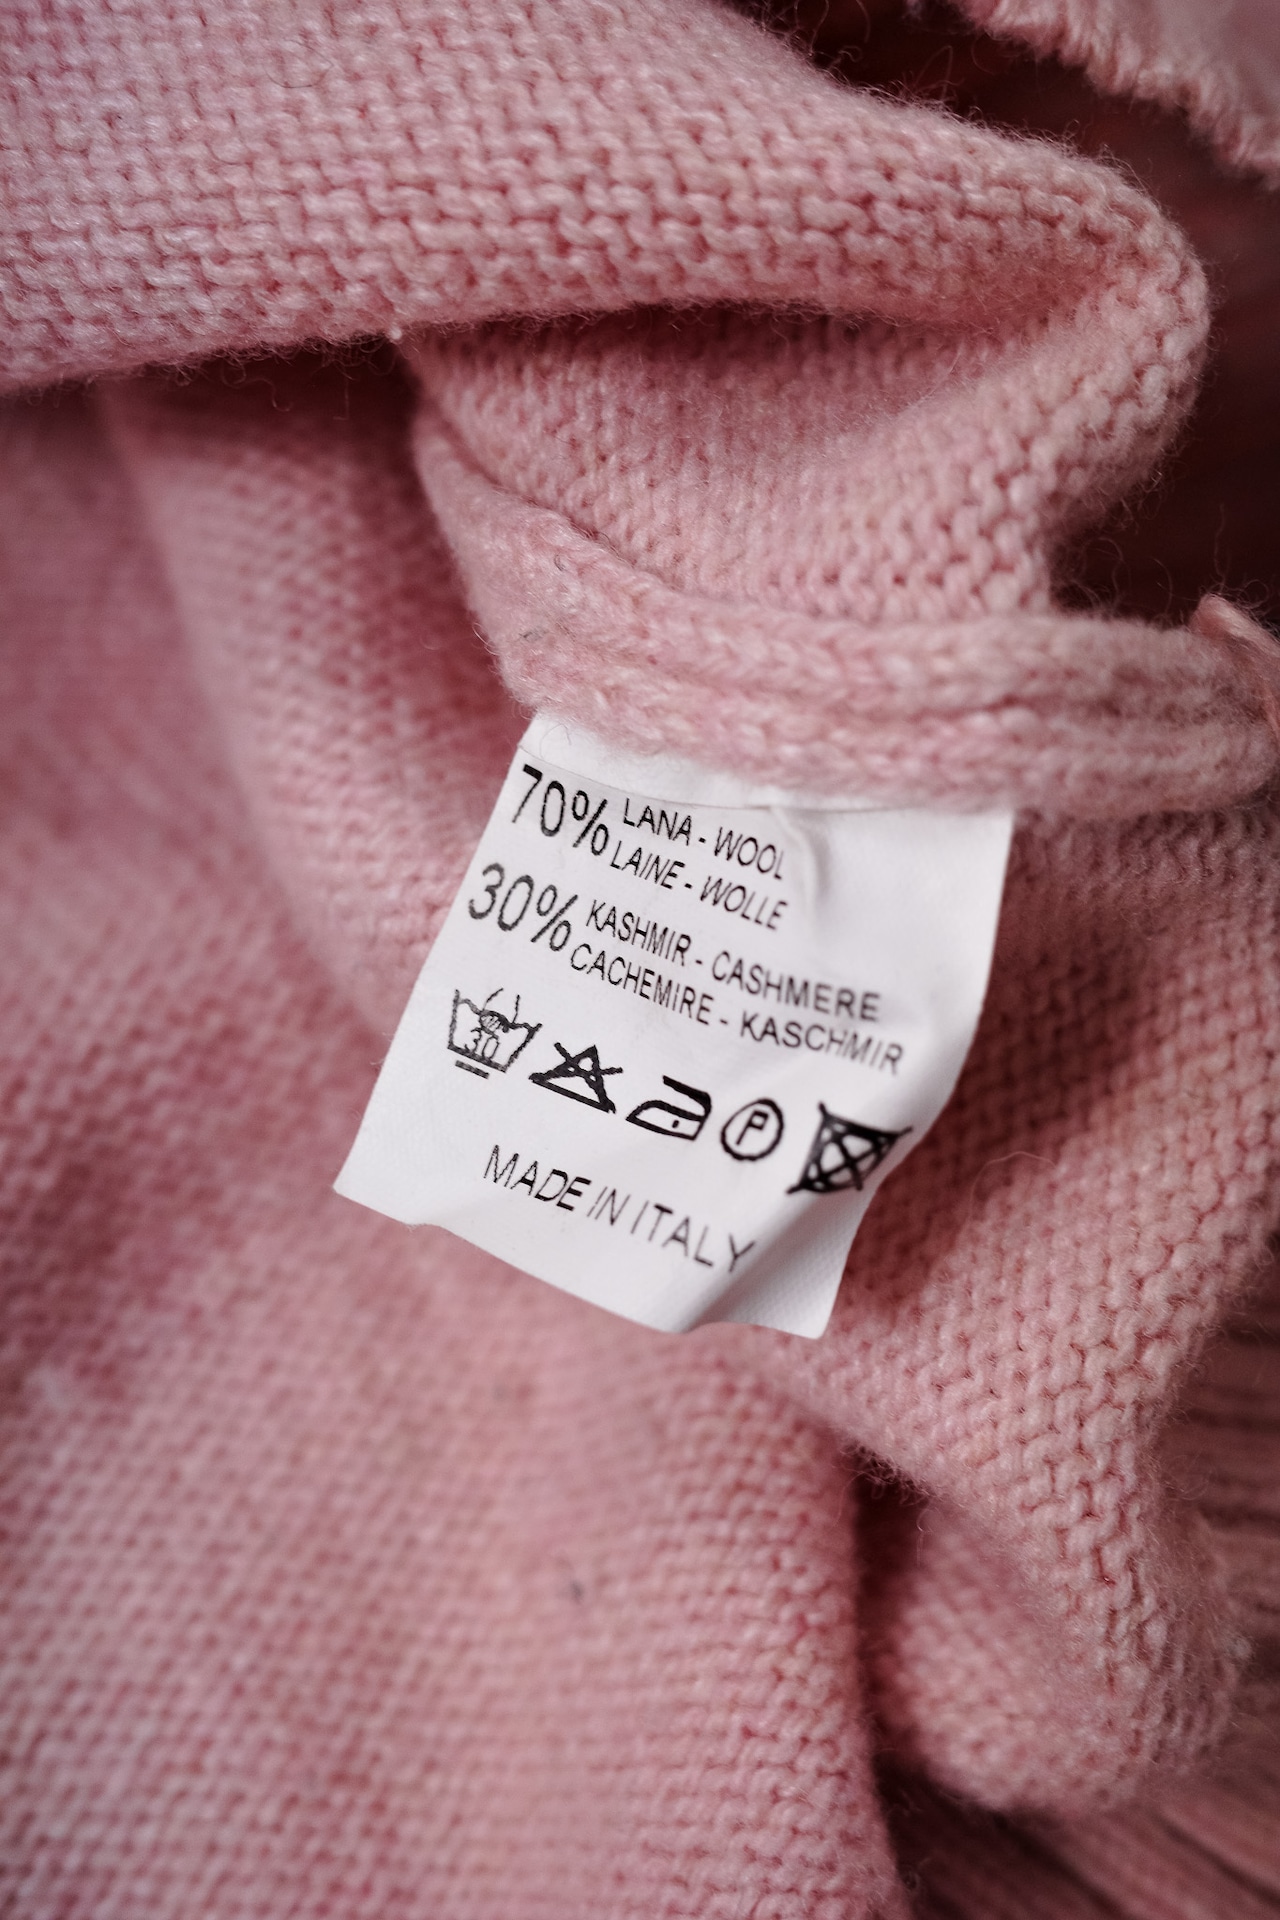 70% LANA - WOOL
LAINE - WOLLE
30% KASHMIR - CASHMERE
CACHEMIRE - KASCHMIR
30
P
MADE IN ITALY